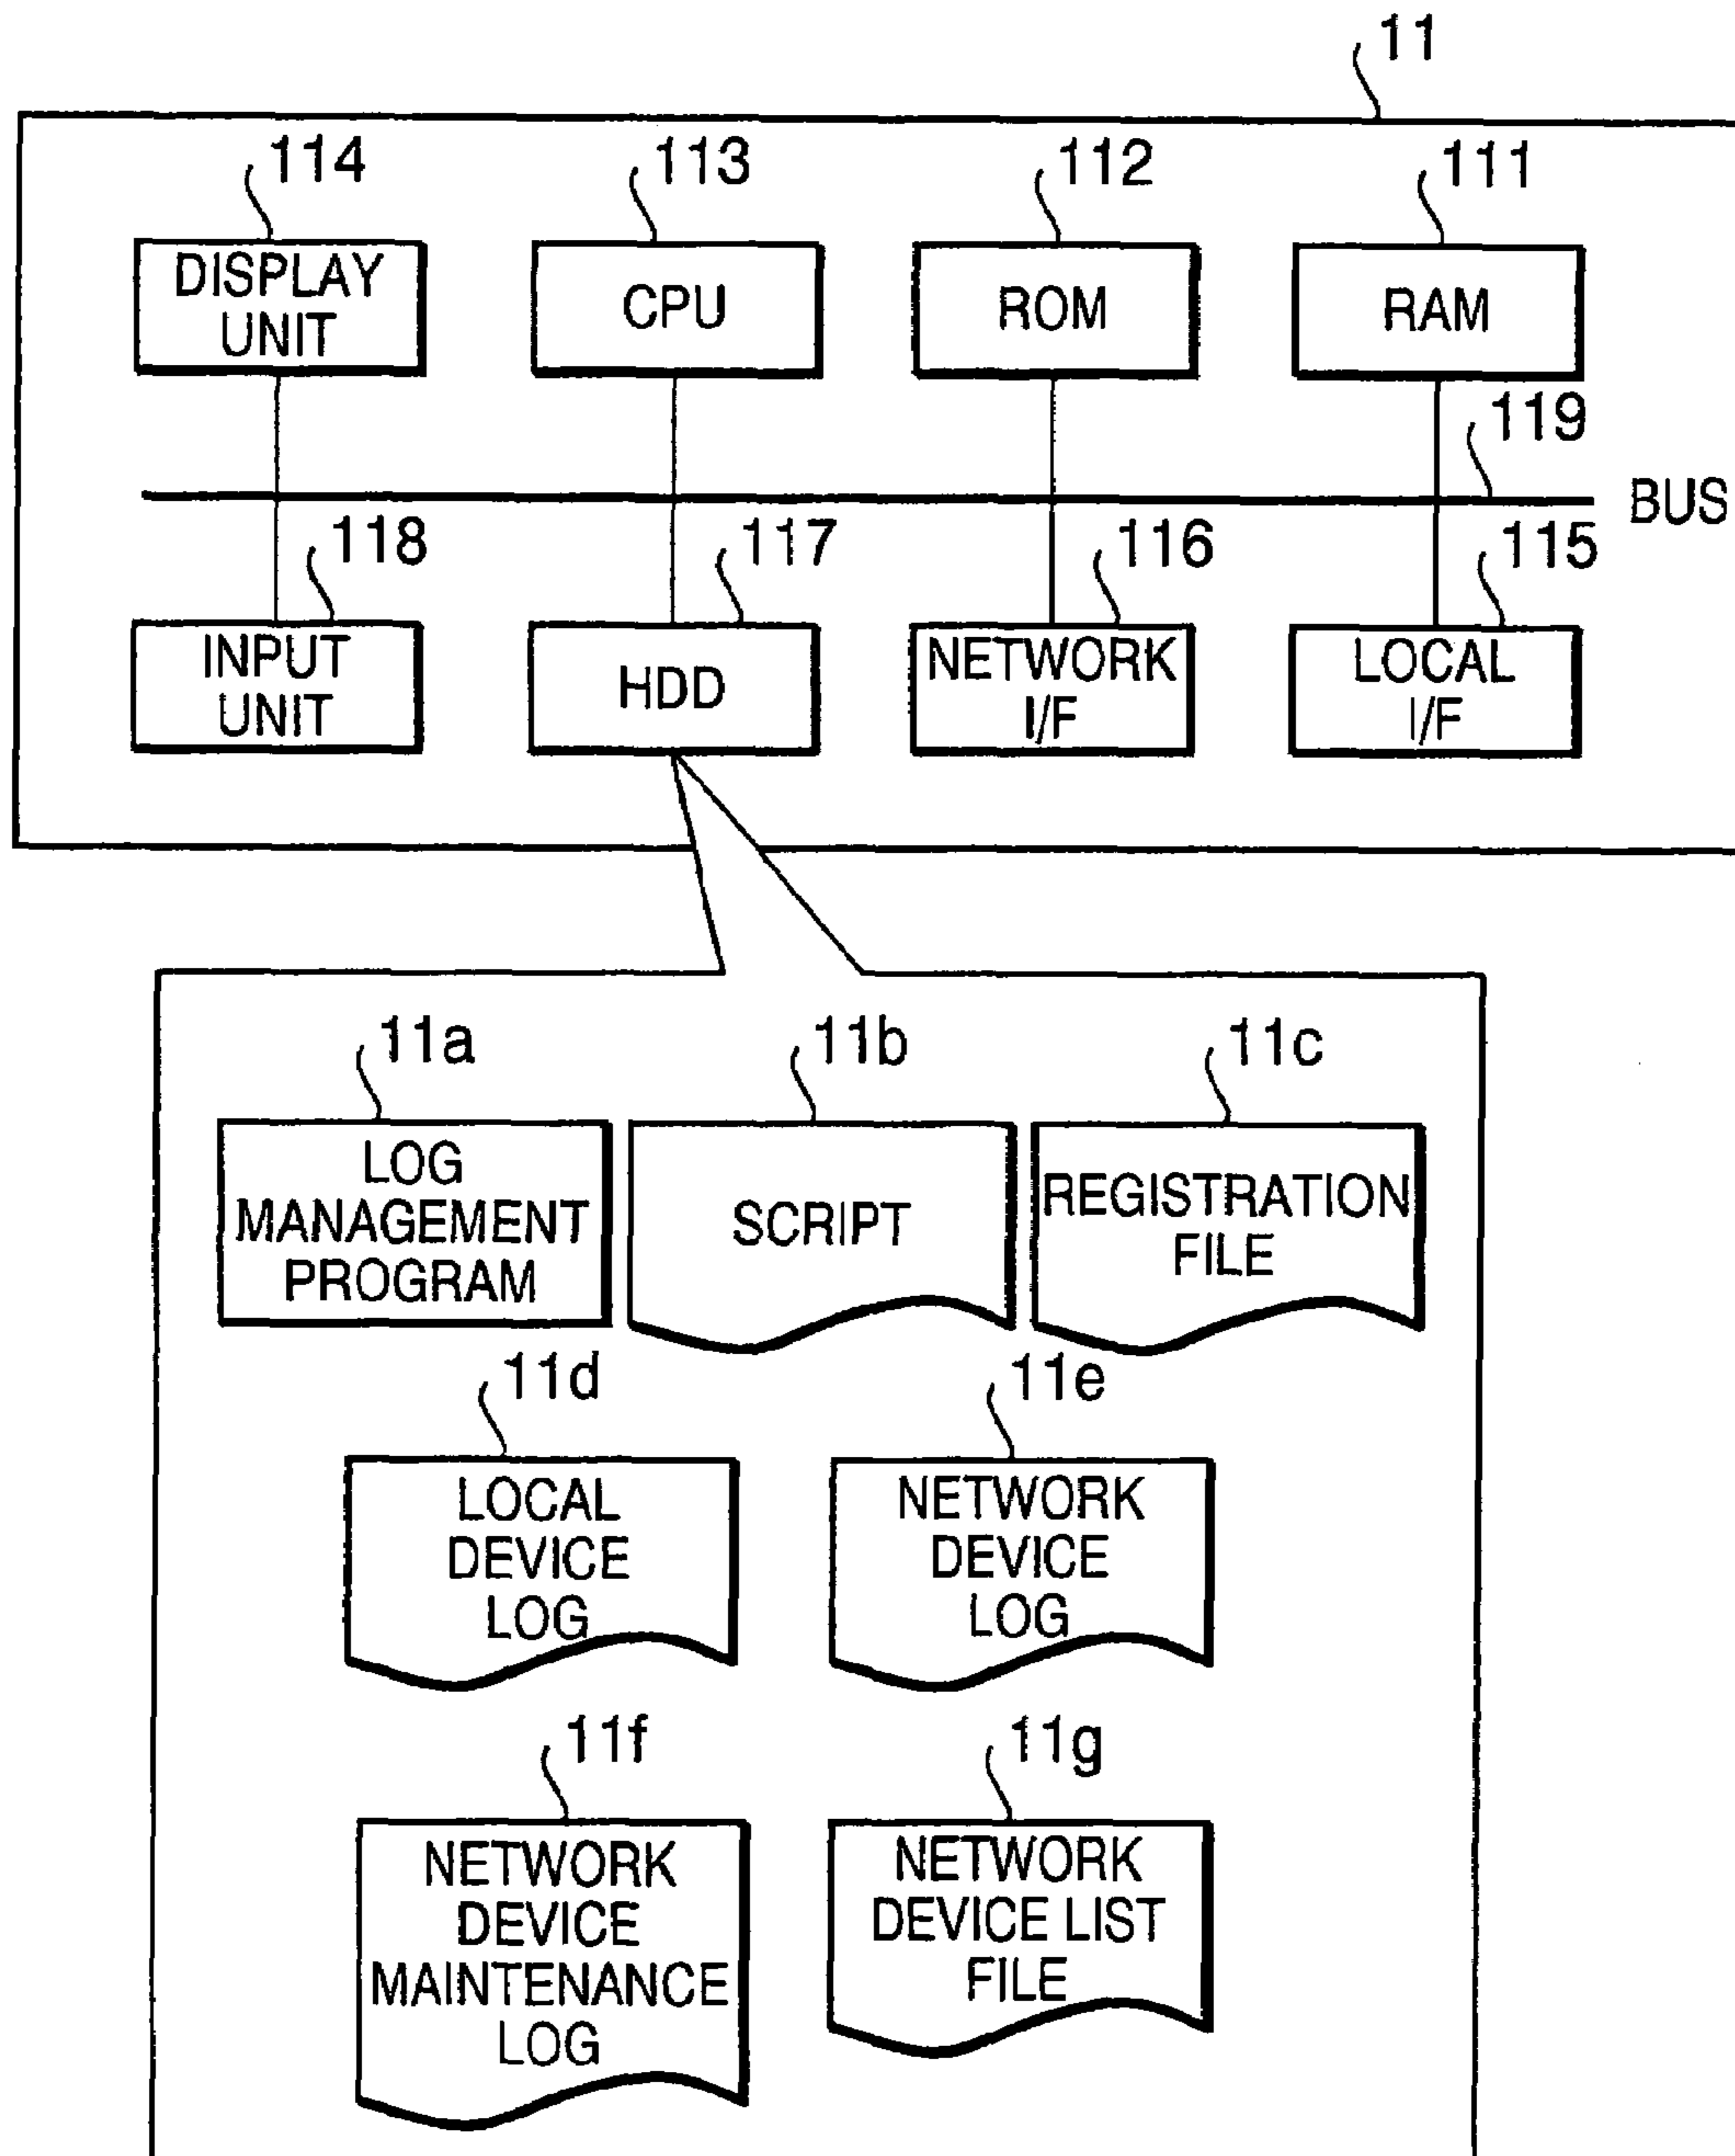 11
114
113
112
111
DISPLAY
UNIT
CPU
ROM
RAM
119
BUS
118
117
116
115
INPUT
UNIT
HDD
NETWORK
I/F
LOCAL
I/F
11a
11b
11c
LOG
MANAGEMENT
PROGRAM
SCRIPT
REGISTRATION
FILE
11d
11e
LOCAL
DEVICE
LOG
NETWORK
DEVICE
LOG
11f
11g
NETWORK
DEVICE
MAINTENANCE
LOG
NETWORK
DEVICE LIST
FILE